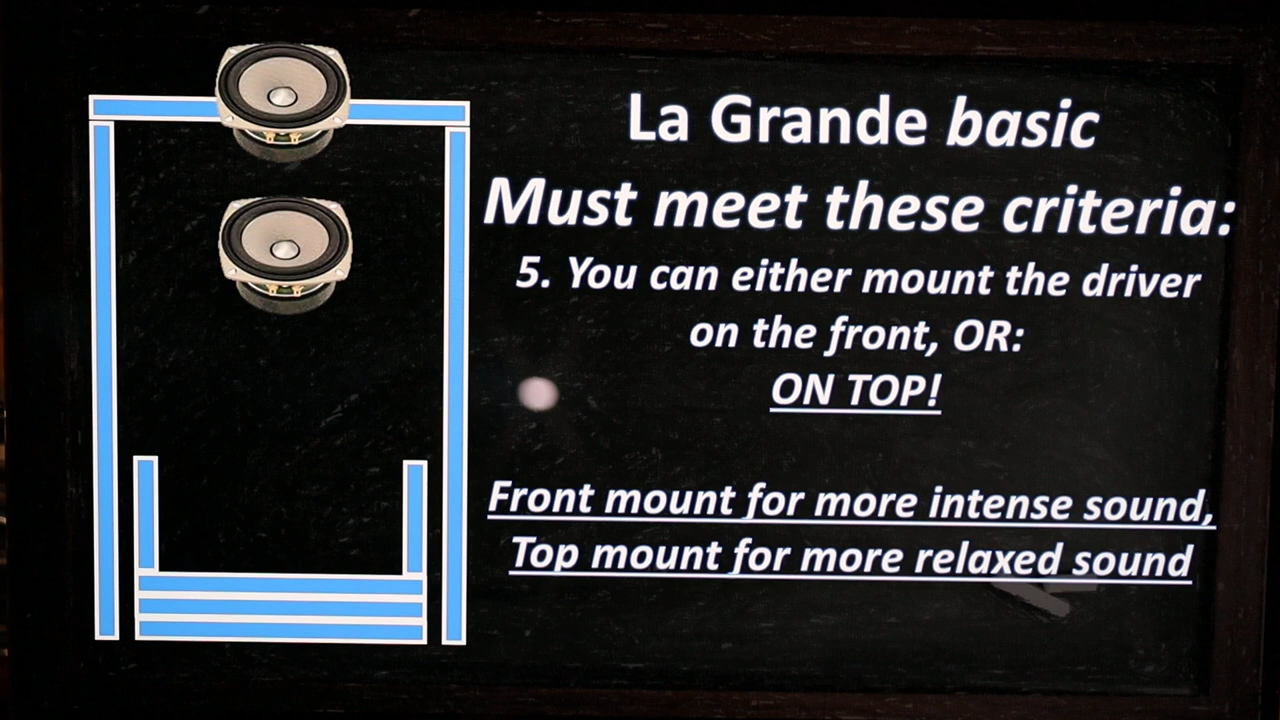 La Grande basic
Must meet these criteria:
5. You can either mount the driver
on the front, OR:
ON TOP!
Front mount for more intense sound,
Top mount for more relaxed sound